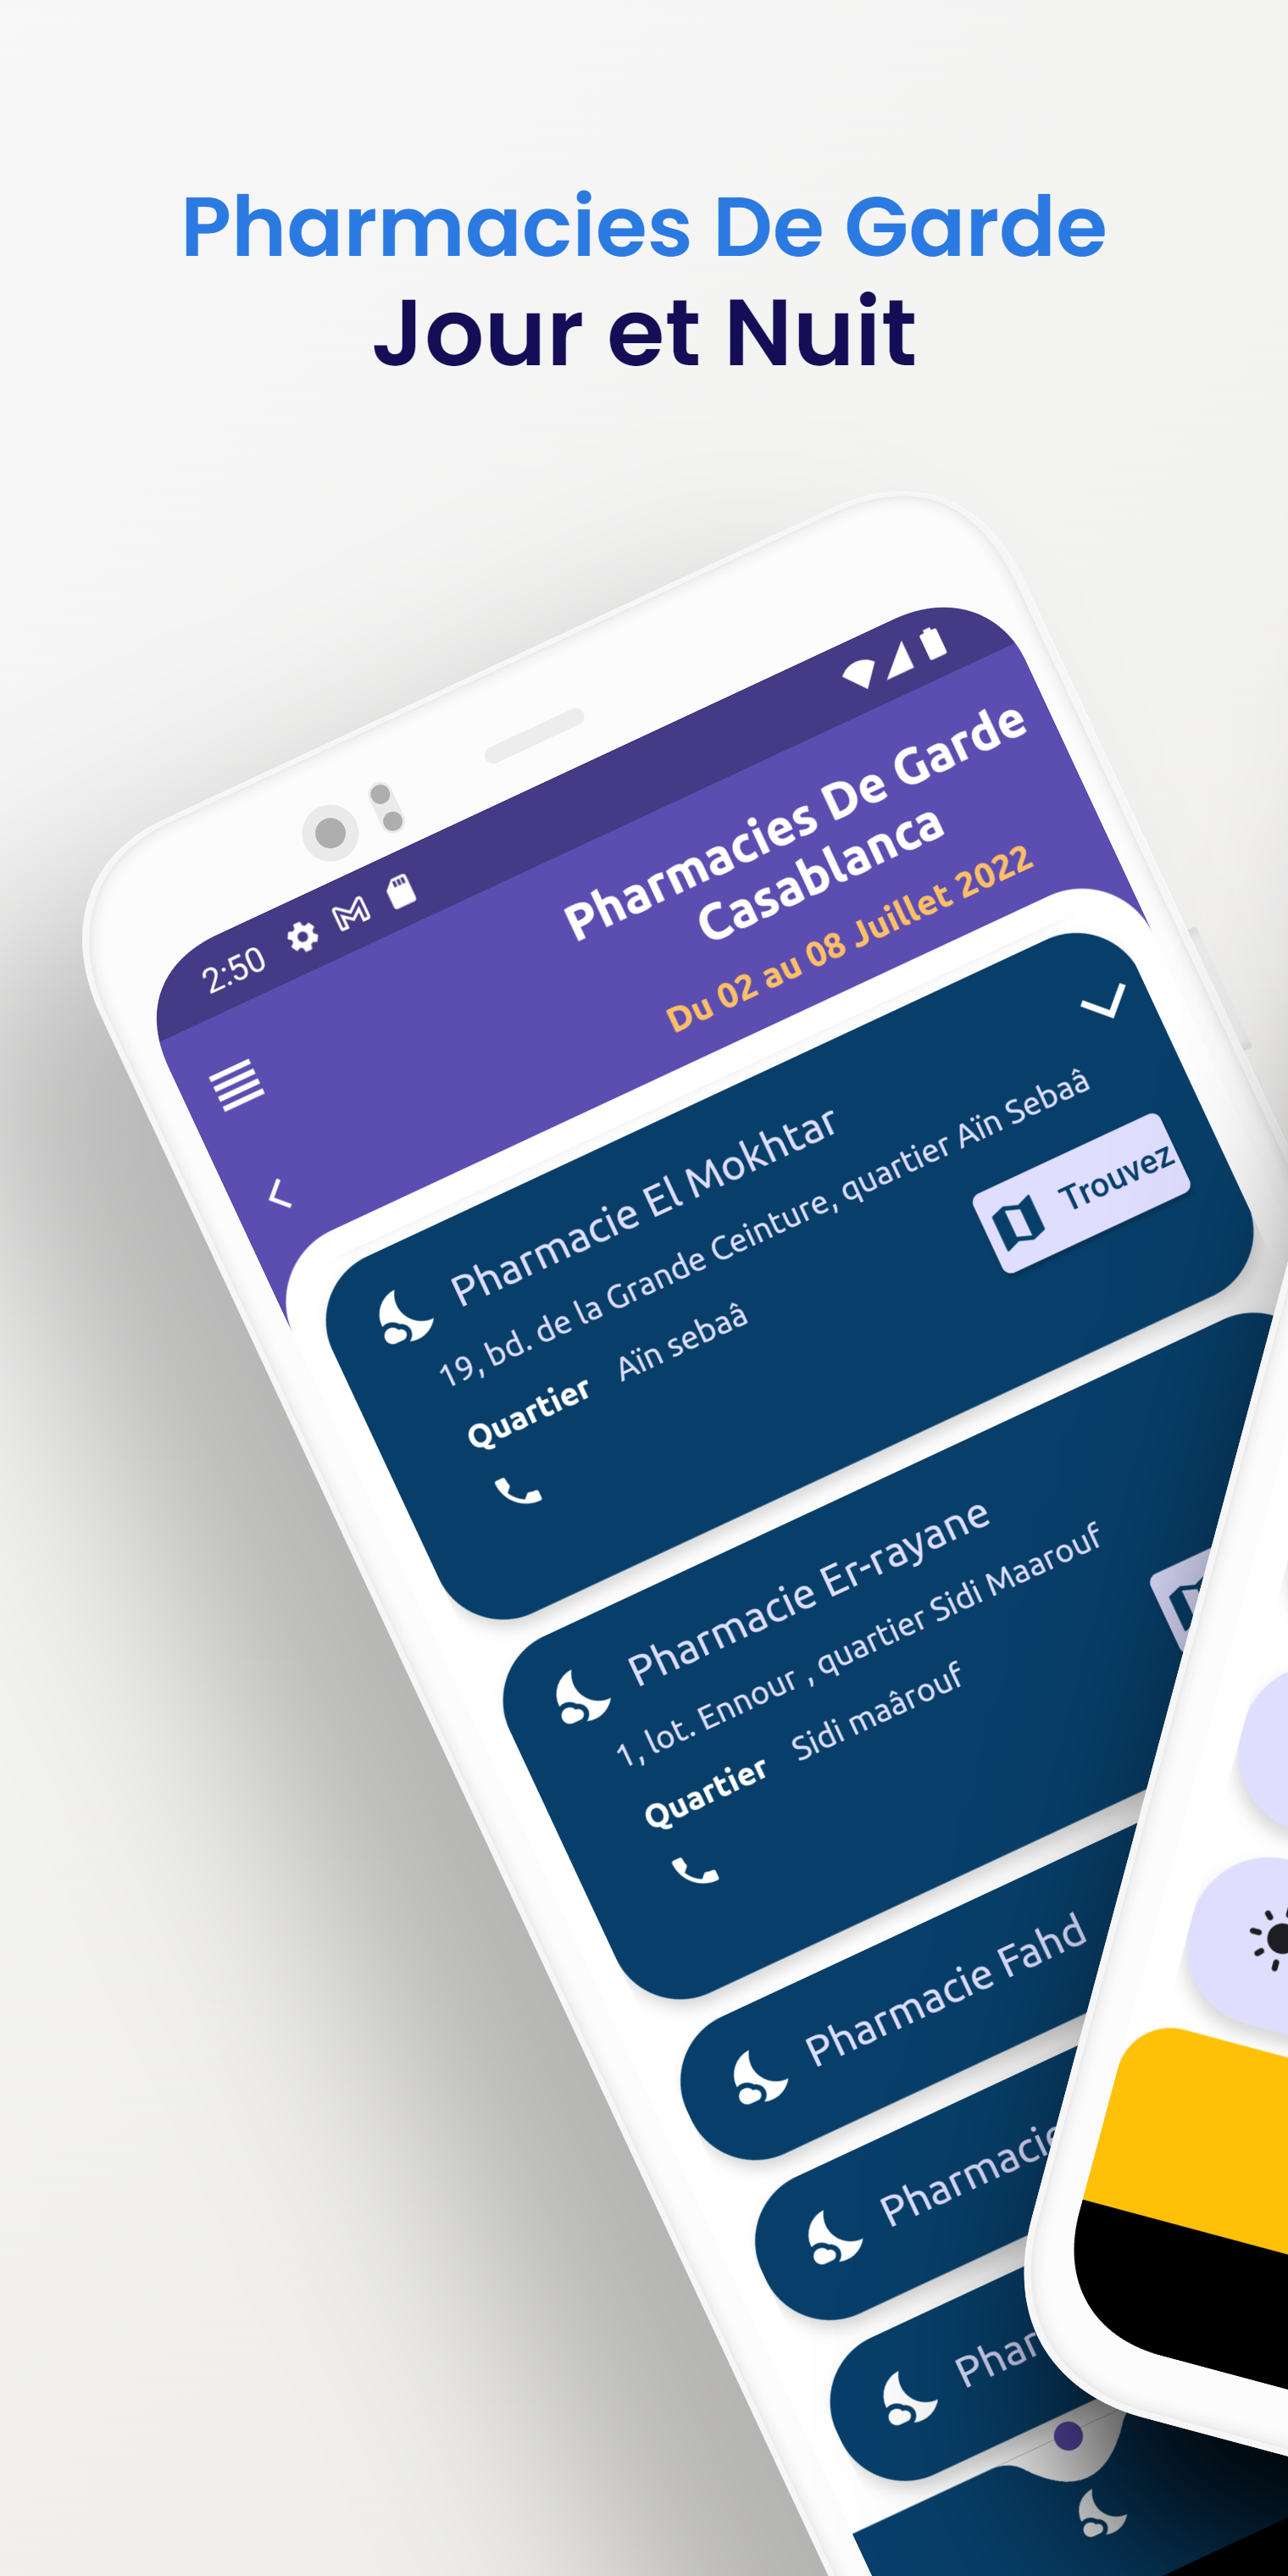 Pharmacies De Garde
Jour et Nuit
2:50
Pharmacies De Garde
Casablanca
Du 02 au 08 Juillet 2022
Pharmacie El Mokhtar
19, bd. de la Grande Ceinture, quartier Aïn Sebaâ
Quartier Aïn sebaâ
Trouvez
Pharmacie Er-rayane
1, lot. Ennour , quartier Sidi Maarouf
Quartier Sidi maârouf
Pharmacie Fahd